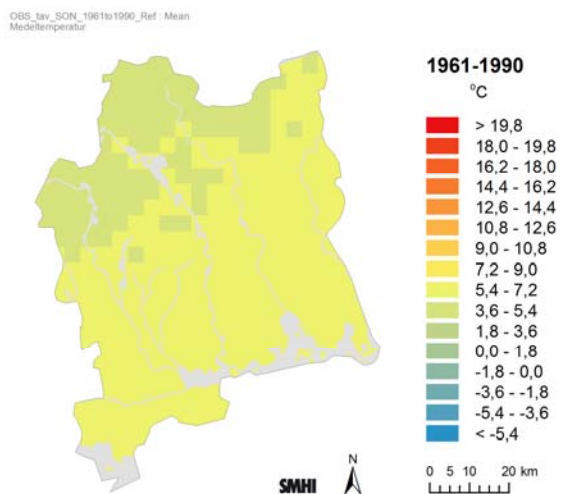 OBS_tav_SON_1961to1990_Ref : Mean
Medeltemperatur
1961-1990
°C
> 19,8
18,0 - 19,8
16,2 - 18,0
14,4 - 16,2
12,6 - 14,4
10,8 - 12,6
9,0 - 10,8
7,2 - 9,0
5,4 - 7,2
3,6 - 5,4
1,8 - 3,6
0,0 - 1,8
-1,8 - 0,0
-3,6 - -1,8
-5,4 - -3,6
< -5,4
SMHI
N
0 5 10 20 km